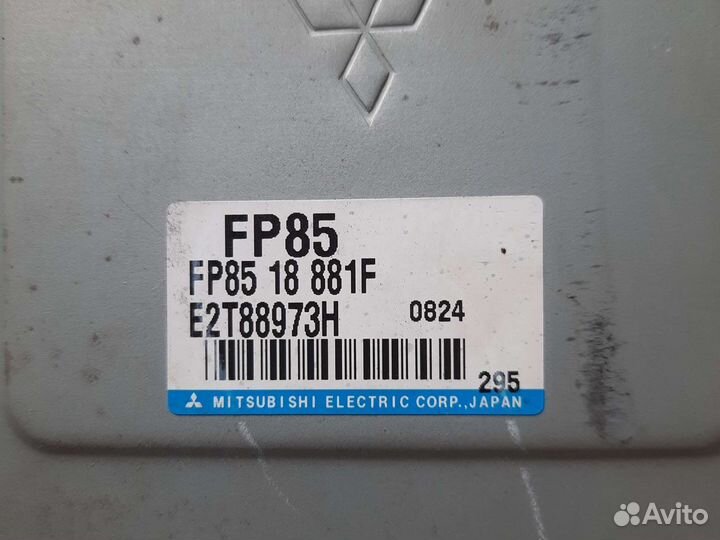 FP85
FP85 18 881F
E2T88973H 0824
295
MITSUBISHI ELECTRIC CORP.,JAPAN
Avito